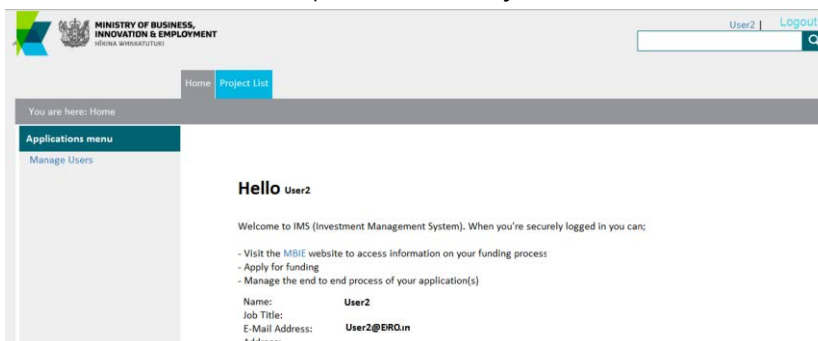 MINISTRY OF BUSINESS,
INNOVATION & EMPLOYMENT
HĪKINA WHAKATUTUKI
User2 | Logout
Home Project List
You are here: Home
Applications menu
Manage Users
Hello User2
Welcome to IMS (Investment Management System). When you're securely logged in you can;
- Visit the MBIE website to access information on your funding process
- Apply for funding
- Manage the end to end process of your application(s)
Name: User2
Job Title:
E-Mail Address: User2@EIRO.in